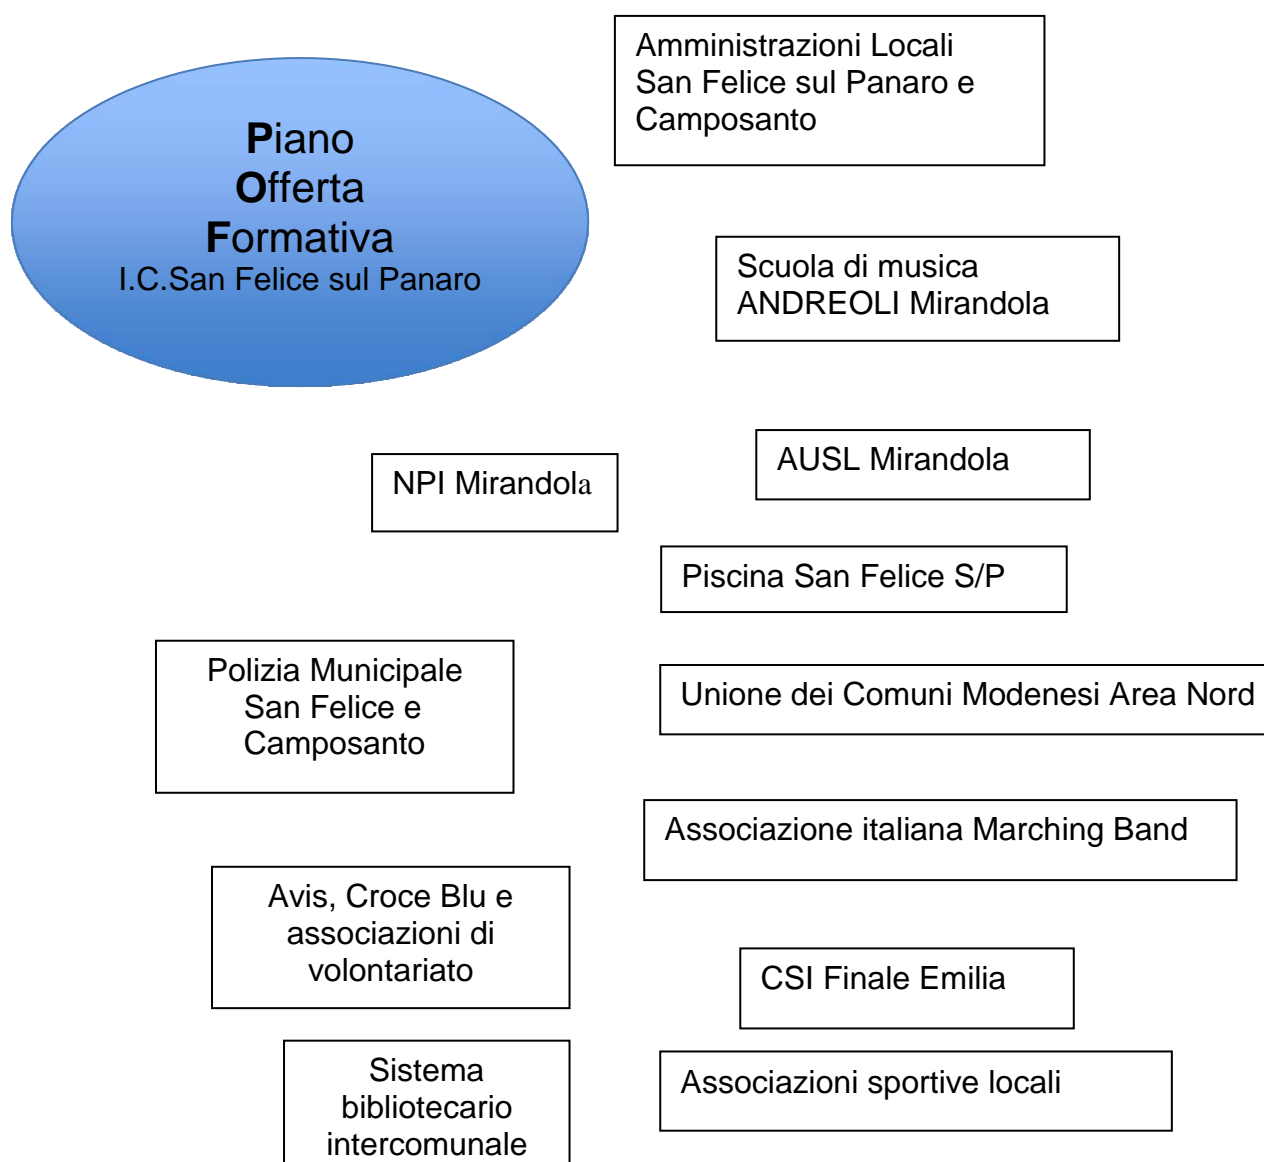 Piano
Offerta
Formativa
I.C.San Felice sul Panaro
Amministrazioni Locali
San Felice sul Panaro e
Camposanto
Scuola di musica
ANDREOLI Mirandola
NPI Mirandola
AUSL Mirandola
Piscina San Felice S/P
Polizia Municipale
San Felice e
Camposanto
Unione dei Comuni Modenesi Area Nord
Associazione italiana Marching Band
Avis, Croce Blu e
associazioni di
volontariato
CSI Finale Emilia
Sistema
bibliotecario
intercomunale
Associazioni sportive locali